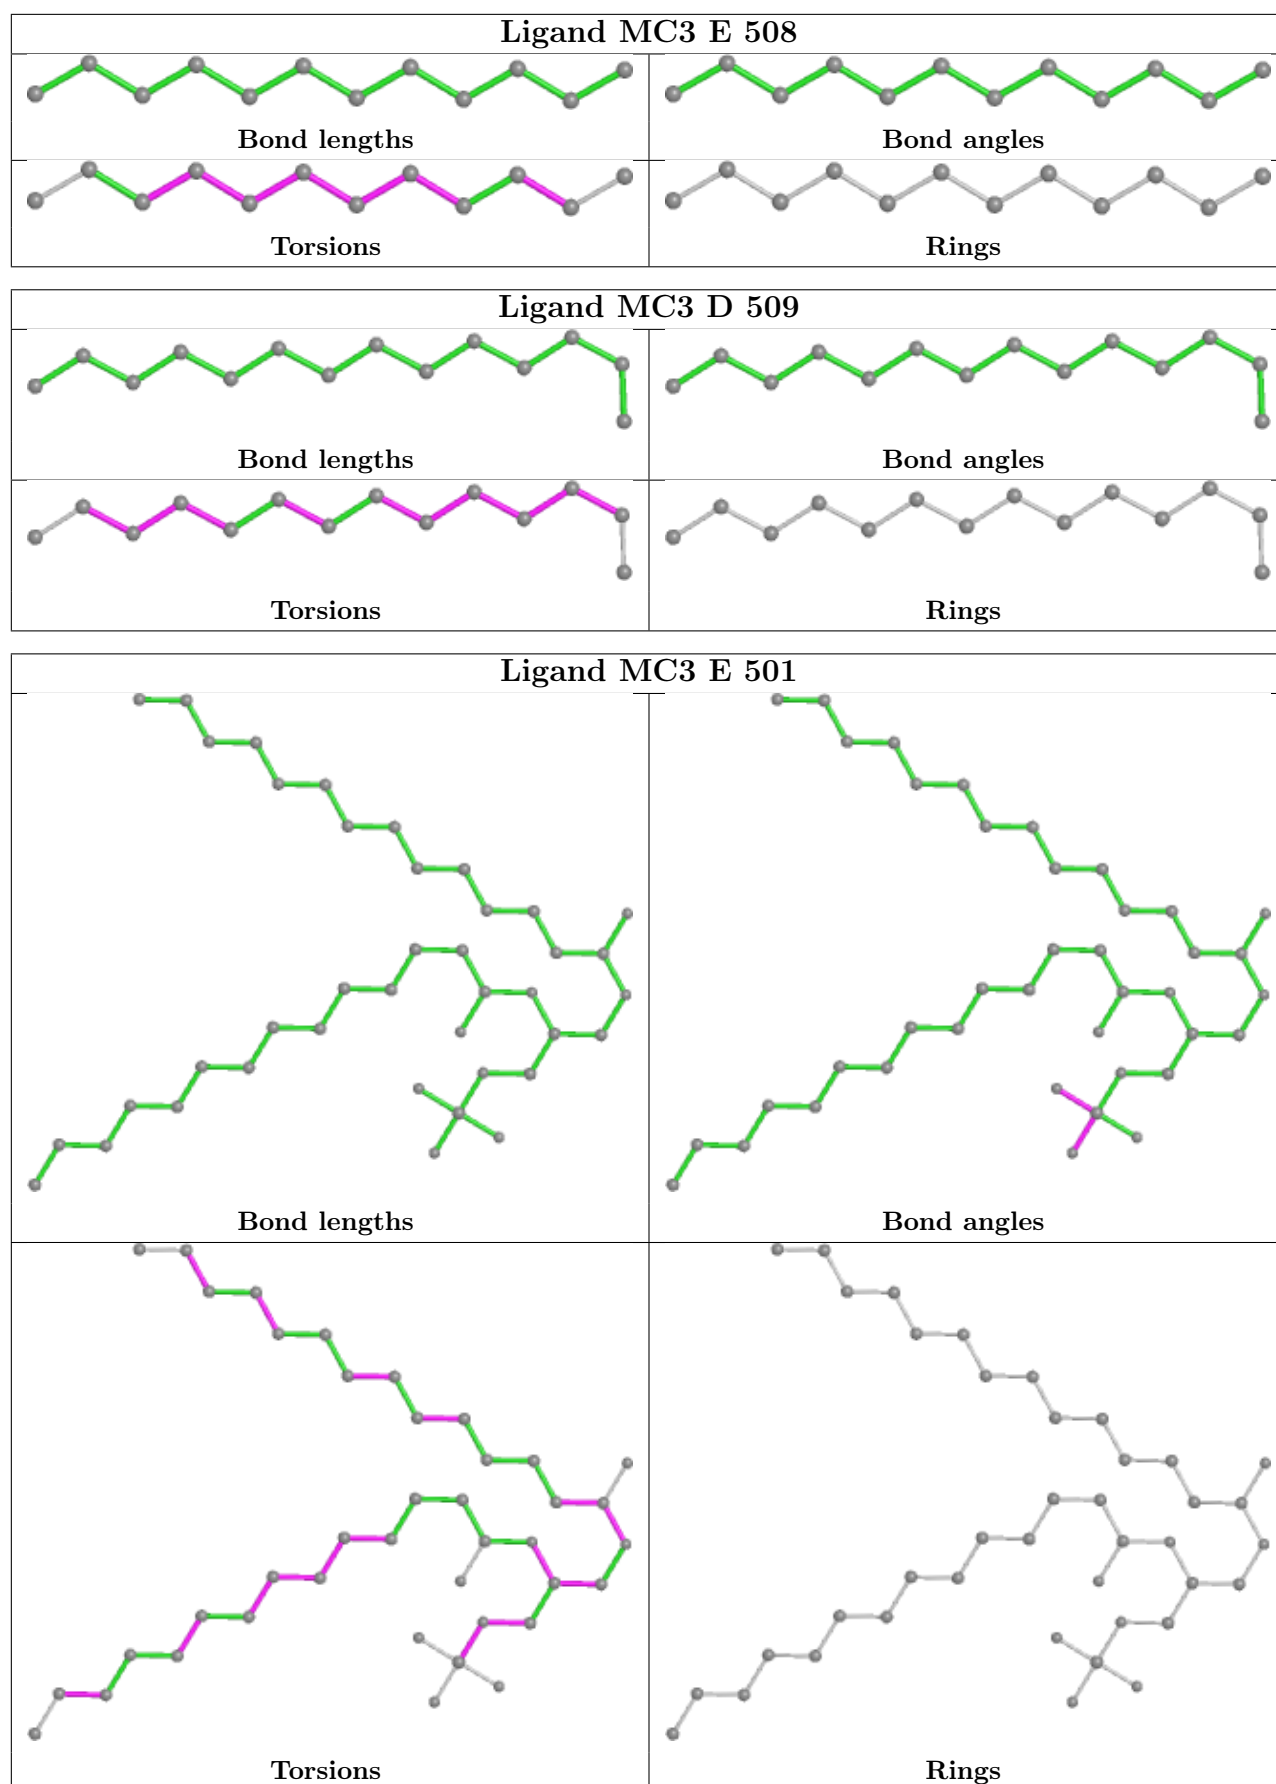 Ligand MC3 E 508
Bond lengths
Bond angles
Torsions
Rings
Ligand MC3 D 509
Bond lengths
Bond angles
Torsions
Rings
Ligand MC3 E 501
Bond lengths
Bond angles
Torsions
Rings